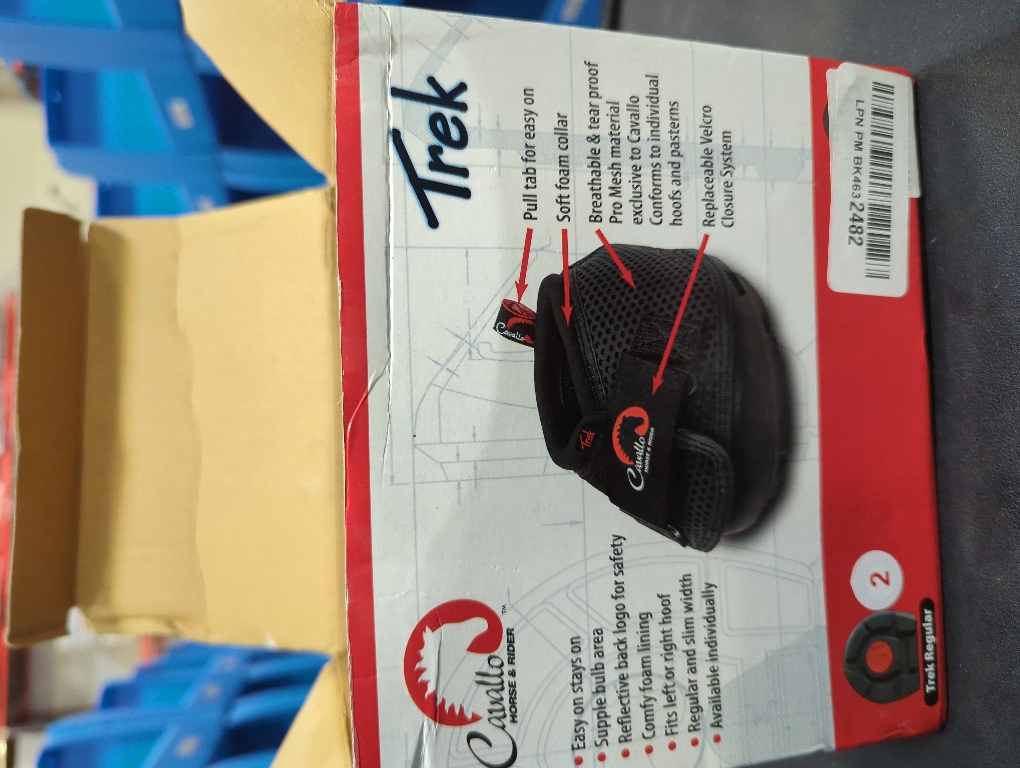 Cavallo
HORSE & RIDER
TM
Trek
• Easy on stays on
• Supple bulb area
• Reflective back logo for safety
• Comfy foam lining
• Fits left or right hoof
• Regular and slim width
• Available individually
Pull tab for easy on
Soft foam collar
Breathable & tear proof
Pro Mesh material
exclusive to Cavallo
Conforms to Individual
hoofs and pasterns
Replaceable Velcro
Closure System
Cavallo
Trek
Cavallo
HORSE & RIDER
Trek Regular
2
LPN PM BK463 2482